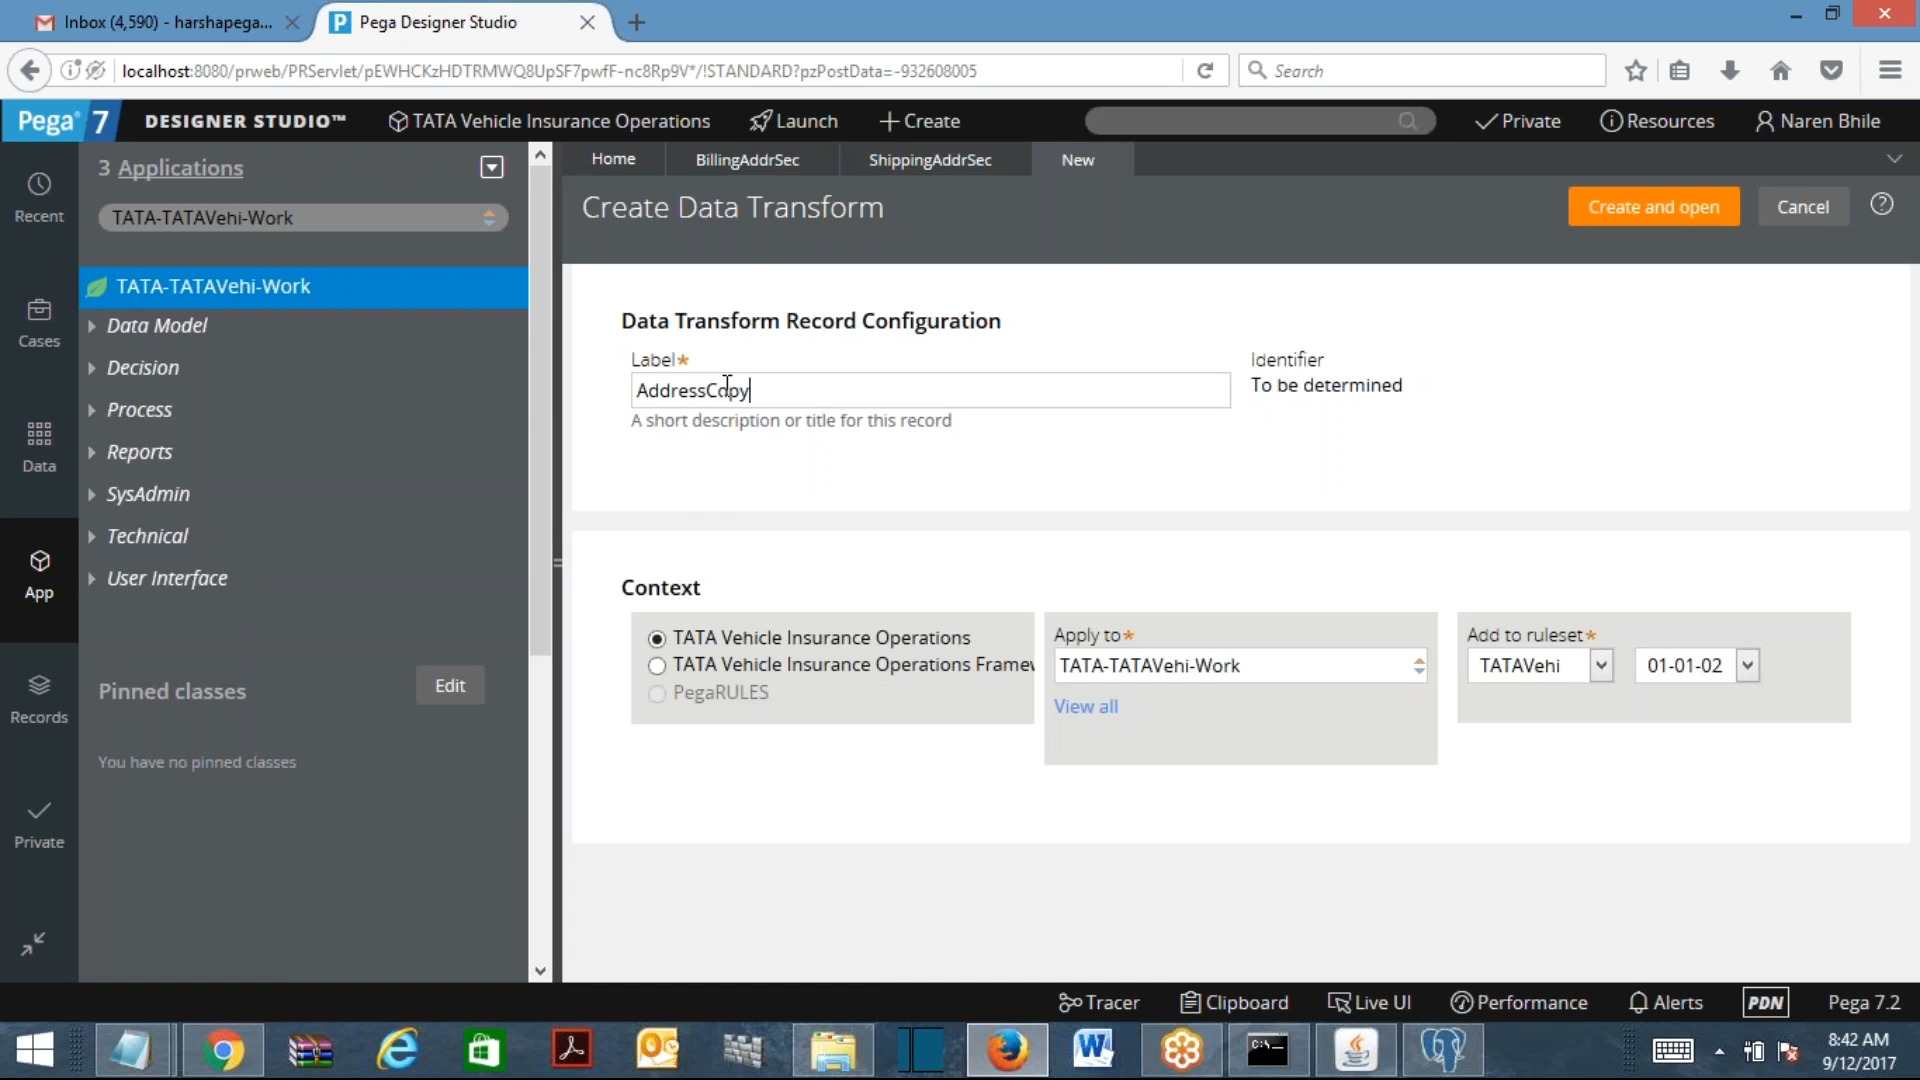 Inbox (4,590) - harshapega...
Pega Designer Studio
localhost:8080/prweb/PRServlet/pEWHCKzHDTRMWQ8UpSF7pwfF-nc8Rp9V*/!STANDARD?pzPostData=-932608005
Search
Pega 7
DESIGNER STUDIO™
TATA Vehicle Insurance Operations
Launch
Create
Private
Resources
Naren Bhile
Recent
Cases
Data
App
Records
Private
3 Applications
TATA-TATAVehi-Work
TATA-TATAVehi-Work
Data Model
Decision
Process
Reports
SysAdmin
Technical
User Interface
Pinned classes
Edit
You have no pinned classes
Home
BillingAddrSec
ShippingAddrSec
New
Create Data Transform
Create and open
Cancel
Data Transform Record Configuration
Label*
AddressCopy
A short description or title for this record
Identifier
To be determined
Context
TATA Vehicle Insurance Operations
TATA Vehicle Insurance Operations Framew
PegaRULES
Apply to*
TATA-TATAVehi-Work
View all
Add to ruleset*
TATAVehi
01-01-02
Tracer
Clipboard
Live UI
Performance
Alerts
PDN
Pega 7.2
8:42 AM
9/12/2017